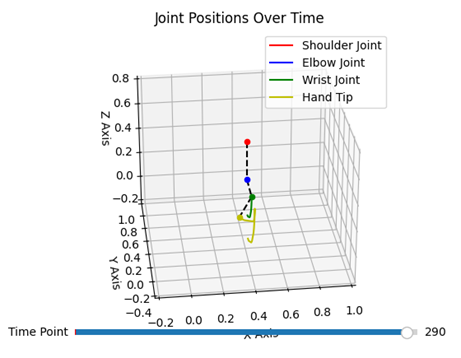 Joint Positions Over Time
Shoulder Joint
Elbow Joint
Wrist Joint
Hand Tip
Z Axis
0.8
0.6
0.4
0.2
0.0
−0.2
Y Axis
1.0
0.8
0.6
0.4
0.2
0.0
−0.2
−0.4
−0.2
0.0
0.2
0.4
0.6
0.8
1.0
X Axis
Time Point
290